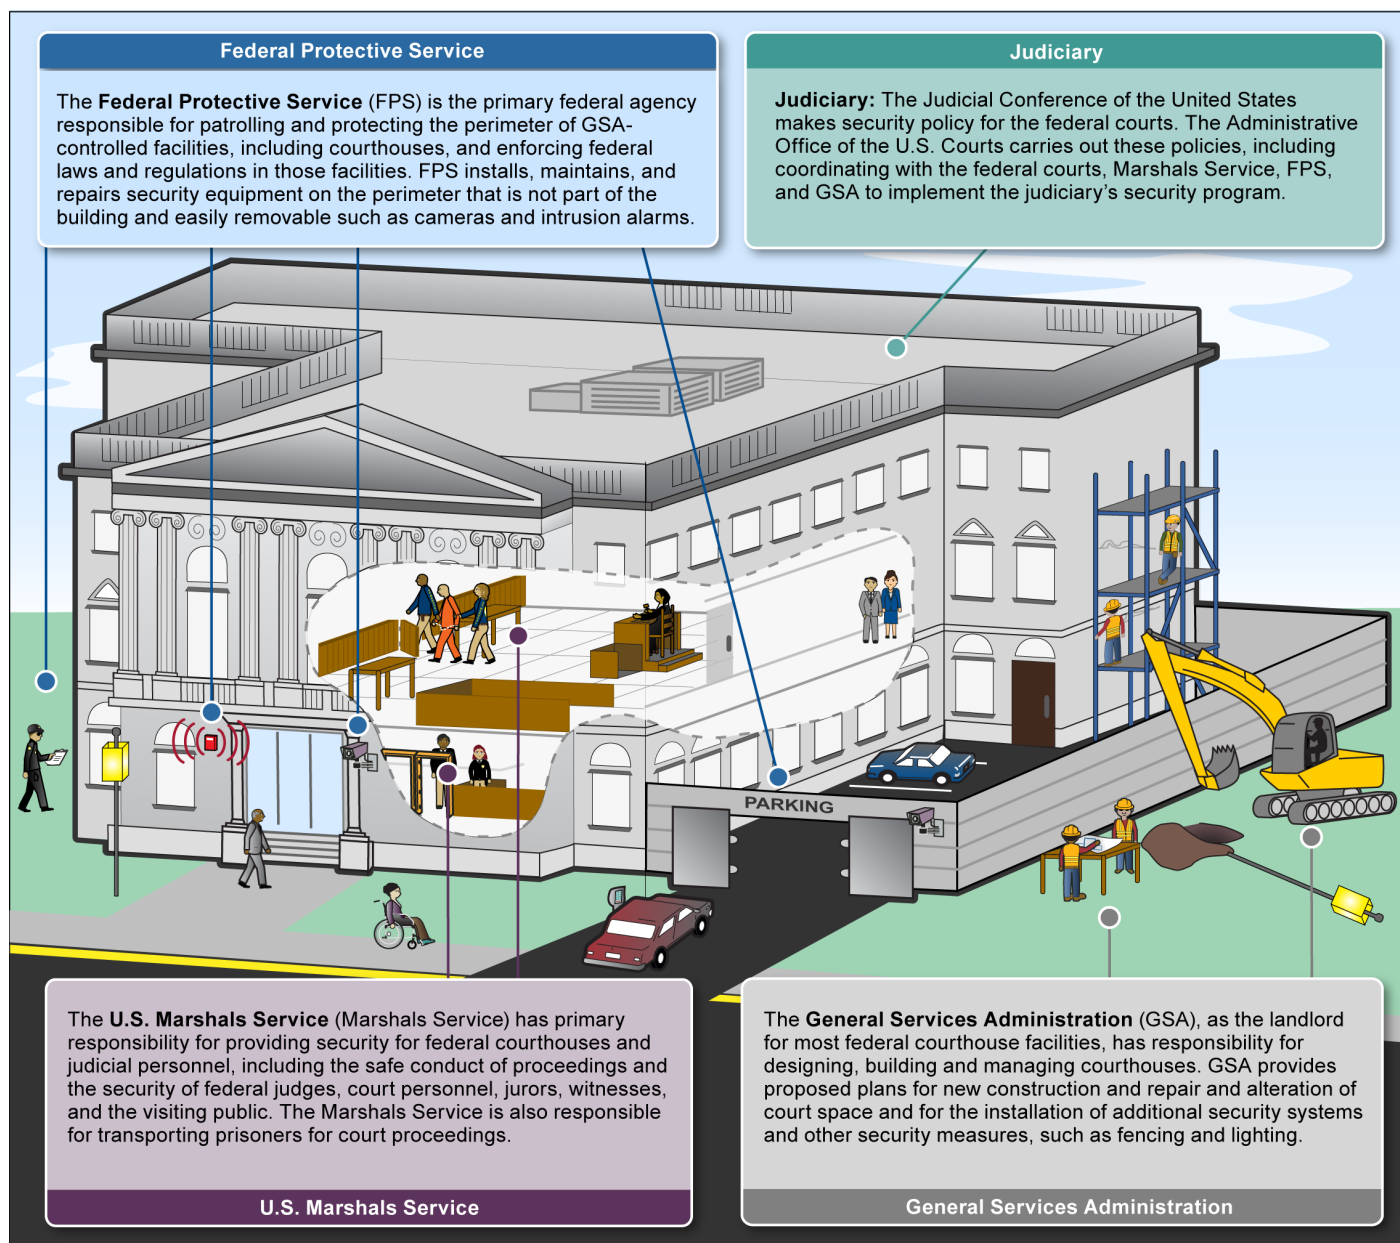 Federal Protective Service
The Federal Protective Service (FPS) is the primary federal agency
responsible for patrolling and protecting the perimeter of GSA-
controlled facilities, including courthouses, and enforcing federal
laws and regulations in those facilities. FPS installs, maintains, and
repairs security equipment on the perimeter that is not part of the
building and easily removable such as cameras and intrusion alarms.
Judiciary
Judiciary: The Judicial Conference of the United States
makes security policy for the federal courts. The Administrative
Office of the U.S. Courts carries out these policies, including
coordinating with the federal courts, Marshals Service, FPS,
and GSA to implement the judiciary’s security program.
PARKING
The U.S. Marshals Service (Marshals Service) has primary
responsibility for providing security for federal courthouses and
judicial personnel, including the safe conduct of proceedings and
the security of federal judges, court personnel, jurors, witnesses,
and the visiting public. The Marshals Service is also responsible
for transporting prisoners for court proceedings.
U.S. Marshals Service
The General Services Administration (GSA), as the landlord
for most federal courthouse facilities, has responsibility for
designing, building and managing courthouses. GSA provides
proposed plans for new construction and repair and alteration of
court space and for the installation of additional security systems
and other security measures, such as fencing and lighting.
General Services Administration